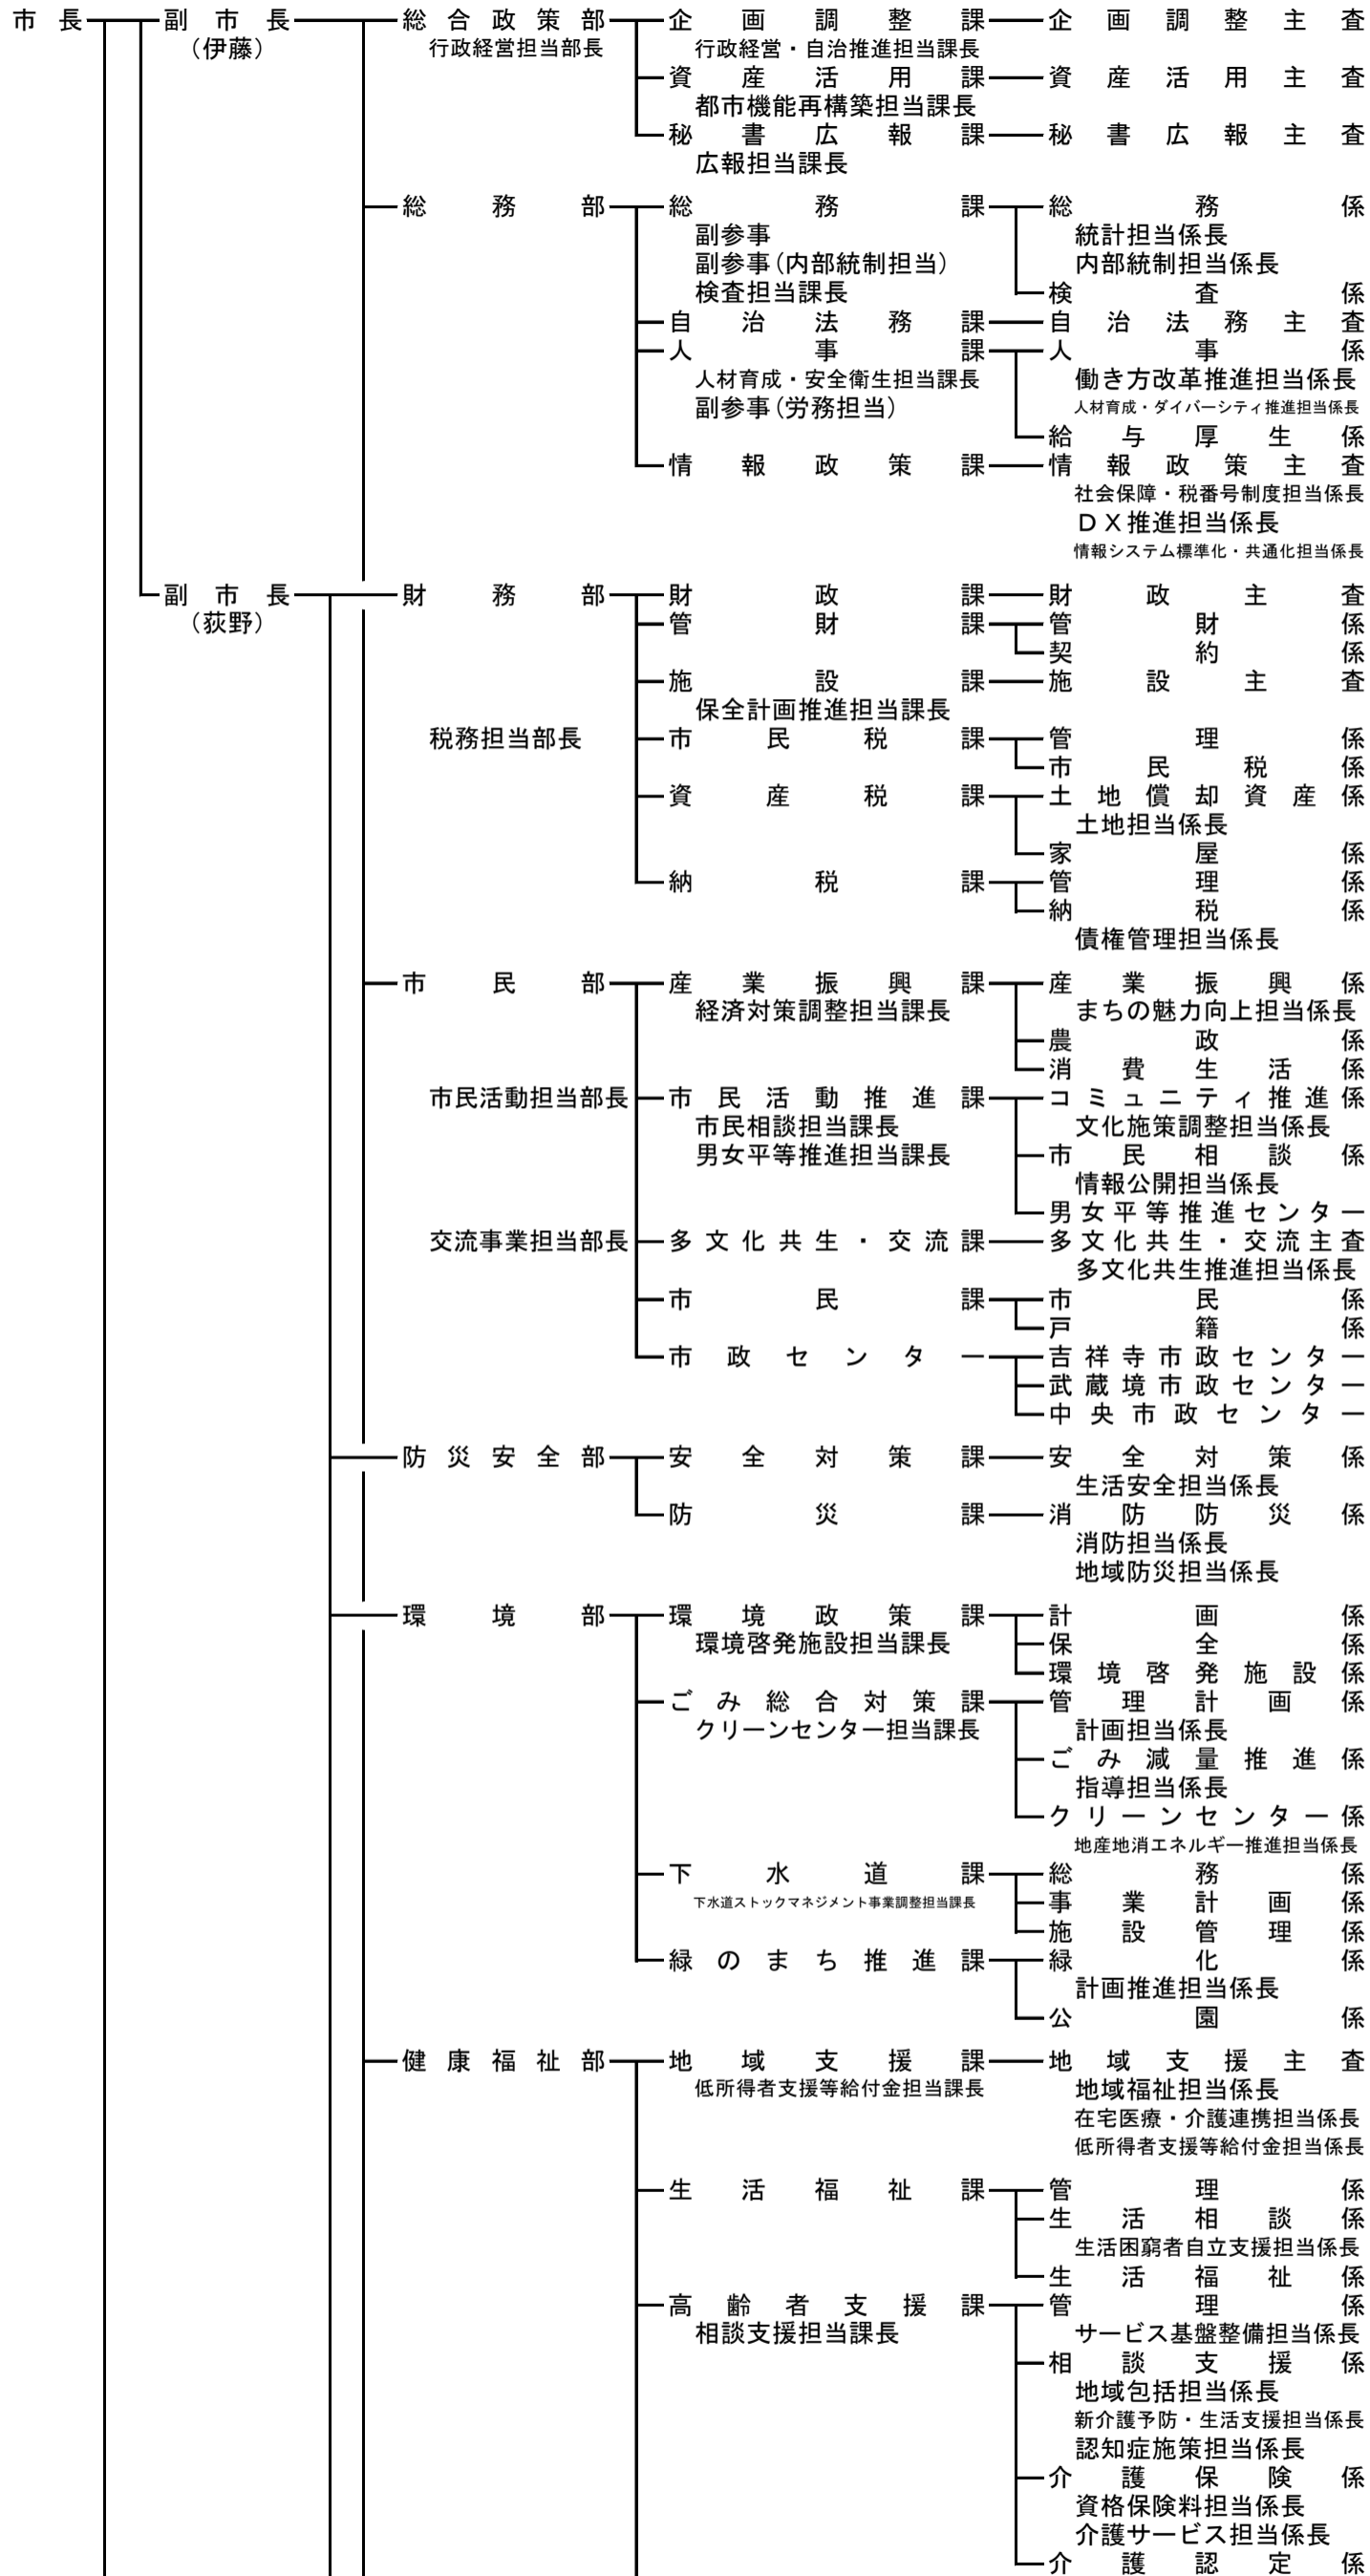 市長 副市長 総合政策部 企画調整課 企画調整主査
（伊藤） 行政経営担当部長 行政経営・自治推進担当課長
資産活用課 資産活用主査
都市機能再構築担当課長
秘書広報課 秘書広報主査
広報担当課長
総務部 総務課 総務係
副参事 統計担当係長
副参事（内部統制担当） 内部統制担当係長
検査担当課長 検査係
自治法務課 自治法務主査
人事課 人事係
人材育成・安全衛生担当課長 働き方改革推進担当係長
副参事（労務担当） 人材育成・ダイバーシティ推進担当係長
給与厚生係
情報政策課 情報政策主査
社会保障・税番号制度担当係長
ＤＸ推進担当係長
情報システム標準化・共通化担当係長
副市長 財務部 財政課 財政主査
（荻野） 管財課 管財係
契約係
施設課 施設主査
保全計画推進担当課長
税務担当部長 市民税課 管理係
市民税係
資産税課 土地償却資産係
土地担当係長
家屋係
納税課 管理係
納税係
債権管理担当係長
市民部 産業振興課 産業振興係
経済対策調整担当課長 まちの魅力向上担当係長
農政係
消費生活係
市民活動担当部長 市民活動推進課 コミュニティ推進係
市民相談担当課長 文化施策調整担当係長
男女平等推進担当課長 市民相談係
情報公開担当係長
男女平等推進センター
交流事業担当部長 多文化共生・交流課 多文化共生・交流主査
多文化共生推進担当係長
市民課 市民係
戸籍係
市政センター 吉祥寺市政センター
武蔵境市政センター
中央市政センター
防災安全部 安全対策課 安全対策係
生活安全担当係長
防災課 消防防災係
消防担当係長
地域防災担当係長
環境部 環境政策課 計画係
環境啓発施設担当課長 保全係
環境啓発施設係
ごみ総合対策課 管理計画係
クリーンセンター担当課長 計画担当係長
ごみ減量推進係
指導担当係長
クリーンセンター係
地産地消エネルギー推進担当係長
下水道課 総務係
下水道ストックマネジメント事業調整担当課長 事業計画係
施設管理係
緑のまち推進課 緑化係
計画推進担当係長
公園係
健康福祉部 地域支援課 地域支援主査
低所得者支援等給付金担当課長 地域福祉担当係長
在宅医療・介護連携担当係長
低所得者支援等給付金担当係長
生活福祉課 管理係
生活相談係
生活困窮者自立支援担当係長
生活福祉係
高齢者支援課 管理係
相談支援担当課長 サービス基盤整備担当係長
相談支援係
地域包括担当係長
新介護予防・生活支援担当係長
認知症施策担当係長
介護保険係
資格保険料担当係長
介護サービス担当係長
介護認定係